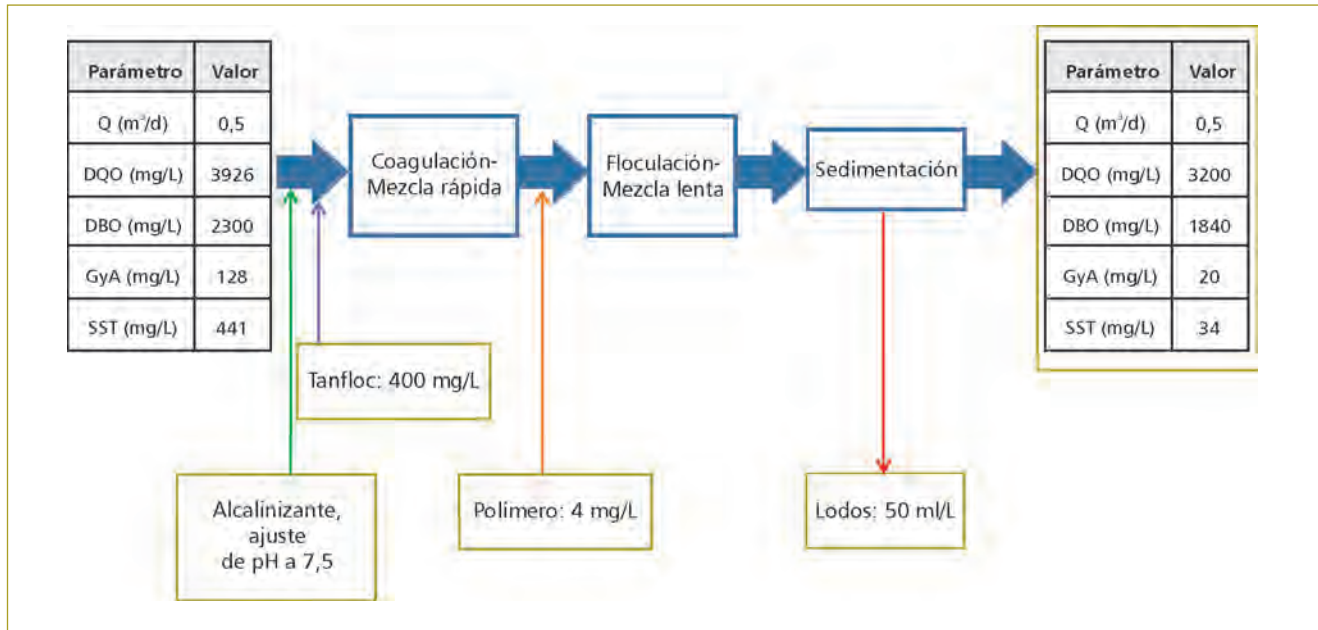 Parámetro Valor
Q (m³/d) 0,5
DQO (mg/L) 3926
DBO (mg/L) 2300
GyA (mg/L) 128
SST (mg/L) 441
Coagulación-
Mezcla rápida
Floculación-
Mezcla lenta
Sedimentación
Parámetro Valor
Q (m³/d) 0,5
DQO (mg/L) 3200
DBO (mg/L) 1840
GyA (mg/L) 20
SST (mg/L) 34
Tanfloc: 400 mg/L
Alcalinizante,
ajuste
de pH a 7,5
Polímero: 4 mg/L
Lodos: 50 ml/L